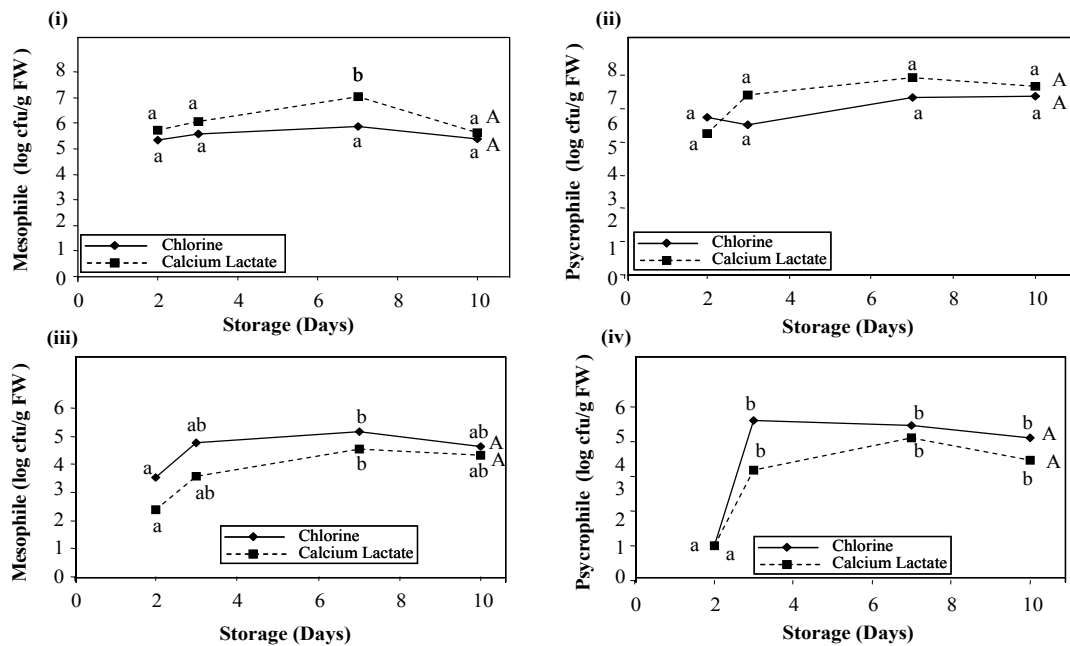 (i)
Mesophile (log cfu/g FW)
8
7
6
5
4
3
2
1
0
a
a
b
a
A
a
a
a
a
A
Chlorine
Calcium Lactate
0
2
4
6
8
10
Storage (Days)
(ii)
Psycrophile (log cfu/g FW)
8
7
6
5
4
3
2
1
0
a
a
a
a
A
a
a
a
a
A
Chlorine
Calcium Lactate
0
2
4
6
8
10
Storage (Days)
(iii)
Mesophile (log cfu/g FW)
6
5
4
3
2
1
0
a
ab
b
ab
A
a
ab
b
ab
A
Chlorine
Calcium Lactate
0
2
4
6
8
10
Storage (Days)
(iv)
Psycrophile (log cfu/g FW)
6
5
4
3
2
1
0
a
b
b
b
A
a
b
b
b
A
Chlorine
Calcium Lactate
0
2
4
6
8
10
Storage (Days)